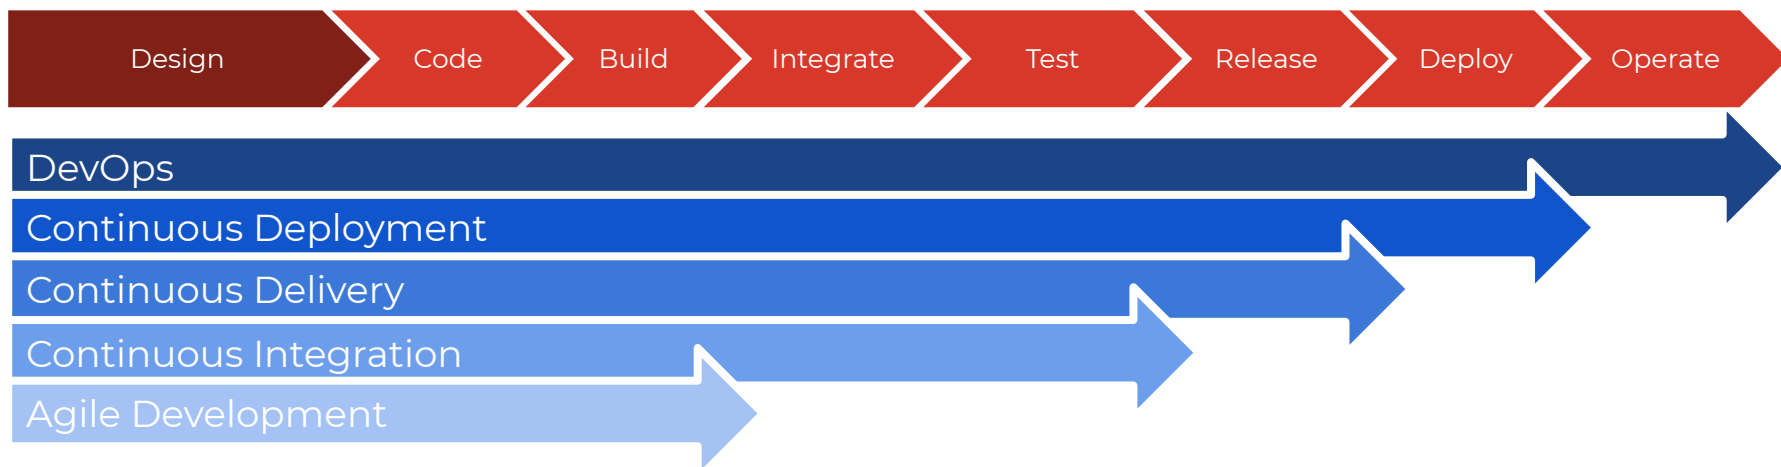 Design
Code
Build
Integrate
Test
Release
Deploy
Operate
DevOps
Continuous Deployment
Continuous Delivery
Continuous Integration
Agile Development